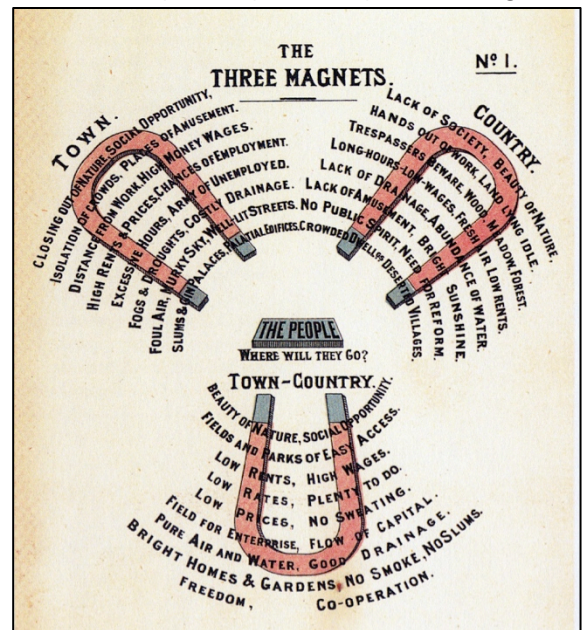 THE
THREE MAGNETS.
Nº 1.
TOWN.
CLOSING OUT OF NATURE. SOCIAL OPPORTUNITY.
ISOLATION OF CROWDS. PLACES OF AMUSEMENT.
DISTANCE FROM WORK. HIGH MONEY WAGES.
HIGH RENTS & PRICES. CHANCES OF EMPLOYMENT.
EXCESSIVE HOURS. ARMY OF UNEMPLOYED.
FOGS & DROUGHTS. COSTLY DRAINAGE.
FOUL AIR. MURKY SKY. WELL-LIT STREETS.
SLUMS & GIN PALACES. PALATIAL EDIFICES.
COUNTRY.
LACK OF SOCIETY. BEAUTY OF NATURE.
HANDS OUT OF WORK. LAND LYING IDLE.
TRESPASSERS BEWARE. WOOD, MEADOW, FOREST.
LONG-HOURS-LOW-WAGES. FRESH AIR. LOW RENTS.
LACK OF DRAINAGE. ABUNDANCE OF WATER.
LACK OF AMUSEMENT. BRIGHT SUNSHINE.
NO PUBLIC SPIRIT. NEED FOR REFORM.
CROWDED DWELLGS DESERTED VILLAGES.
THE PEOPLE
WHERE WILL THEY GO?
TOWN-COUNTRY.
BEAUTY OF NATURE, SOCIAL OPPORTUNITY.
FIELDS AND PARKS OF EASY ACCESS.
LOW RENTS, HIGH WAGES.
LOW RATES, PLENTY TO DO.
LOW PRICES, NO SWEATING.
FIELD FOR ENTERPRISE, FLOW OF CAPITAL.
PURE AIR AND WATER, GOOD DRAINAGE.
BRIGHT HOMES & GARDENS, NO SMOKE, NO SLUMS.
FREEDOM, CO-OPERATION.